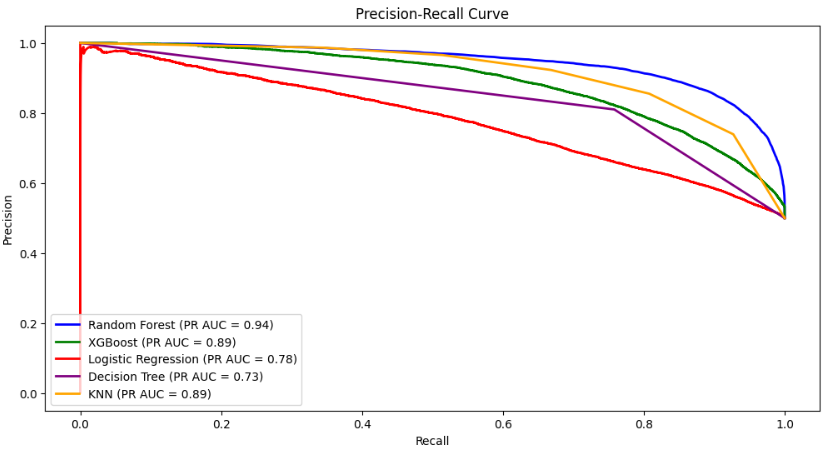 Precision-Recall Curve
1.0
0.8
0.6
0.4
0.2
0.0
Precision
Random Forest (PR AUC = 0.94)
XGBoost (PR AUC = 0.89)
Logistic Regression (PR AUC = 0.78)
Decision Tree (PR AUC = 0.73)
KNN (PR AUC = 0.89)
0.0 0.2 0.4 0.6 0.8 1.0
Recall